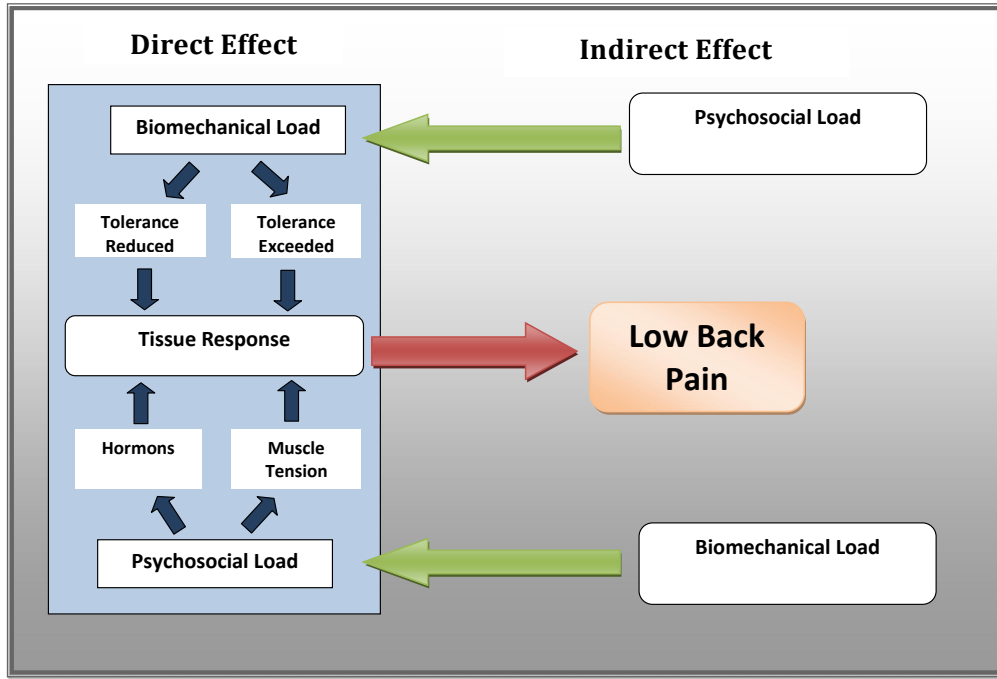 Direct Effect
Indirect Effect
Biomechanical Load
Psychosocial Load
Tolerance
Reduced
Tolerance
Exceeded
Tissue Response
Low Back
Pain
Hormons
Muscle
Tension
Psychosocial Load
Biomechanical Load